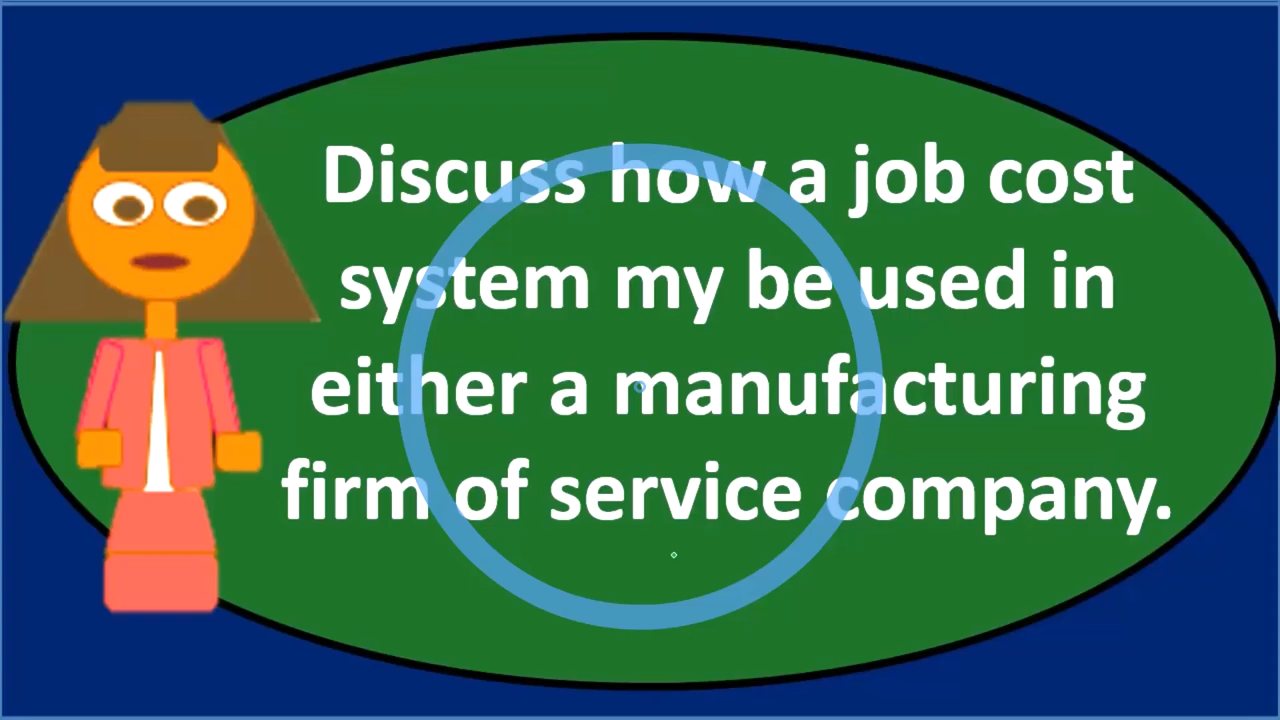 Discuss how a job cost
system my be used in
either a manufacturing
firm of service company.